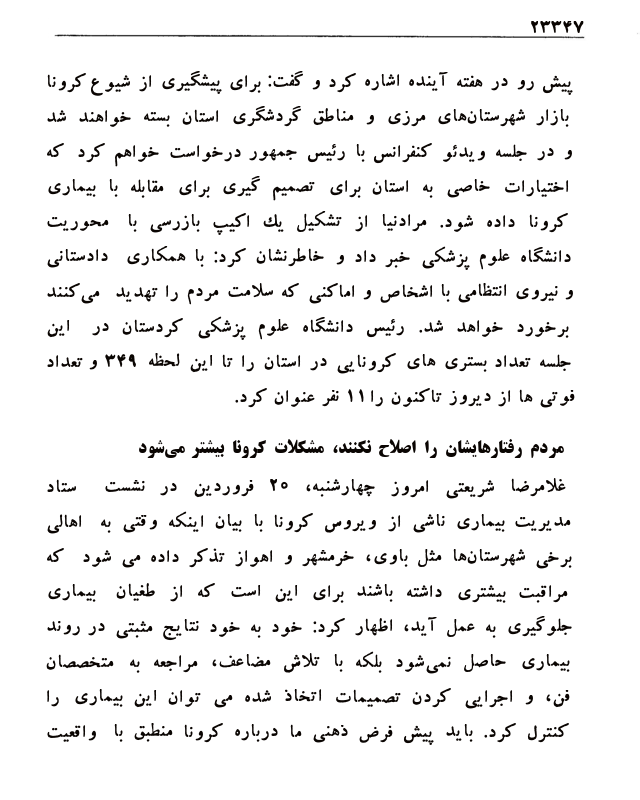 ۲۳۳۴۷
پیش رو در هفته آینده اشاره کرد و گفت: برای پیشگیری از شیوع کرونا
بازار شهرستان‌های مرزی و مناطق گردشگری استان بسته خواهند شد
و در جلسه ویدئو کنفرانس با رئیس جمهور درخواست خواهم کرد که
اختیارات خاصی به استان برای تصمیم گیری برای مقابله با بیماری
کرونا داده شود. مرادنیا از تشکیل یك اکیپ بازرسی با محوریت
دانشگاه علوم پزشکی خبر داد و خاطرنشان کرد: با همکاری دادستانی
و نیروی انتظامی با اشخاص و اماکنی که سلامت مردم را تهدید می‌کنند
برخورد خواهد شد. رئیس دانشگاه علوم پزشکی کردستان در این
جلسه تعداد بستری های کرونایی در استان را تا این لحظه ۳۴۹ و تعداد
فوتی ها از دیروز تاکنون را ۱۱ نفر عنوان کرد.
مردم رفتارهایشان را اصلاح نکنند، مشکلات کرونا بیشتر می‌شود
غلامرضا شریعتی امروز چهارشنبه، ۲۰ فروردین در نشست ستاد
مدیریت بیماری ناشی از ویروس کرونا با بیان اینکه وقتی به اهالی
برخی شهرستان‌ها مثل باوی، خرمشهر و اهواز تذکر داده می شود که
مراقبت بیشتری داشته باشند برای این است که از طغیان بیماری
جلوگیری به عمل آید، اظهار کرد: خود به خود نتایج مثبتی در روند
بیماری حاصل نمی‌شود بلکه با تلاش مضاعف، مراجعه به متخصصان
فن، و اجرایی کردن تصمیمات اتخاذ شده می توان این بیماری را
کنترل کرد. باید پیش فرض ذهنی ما درباره کرونا منطبق با واقعیت